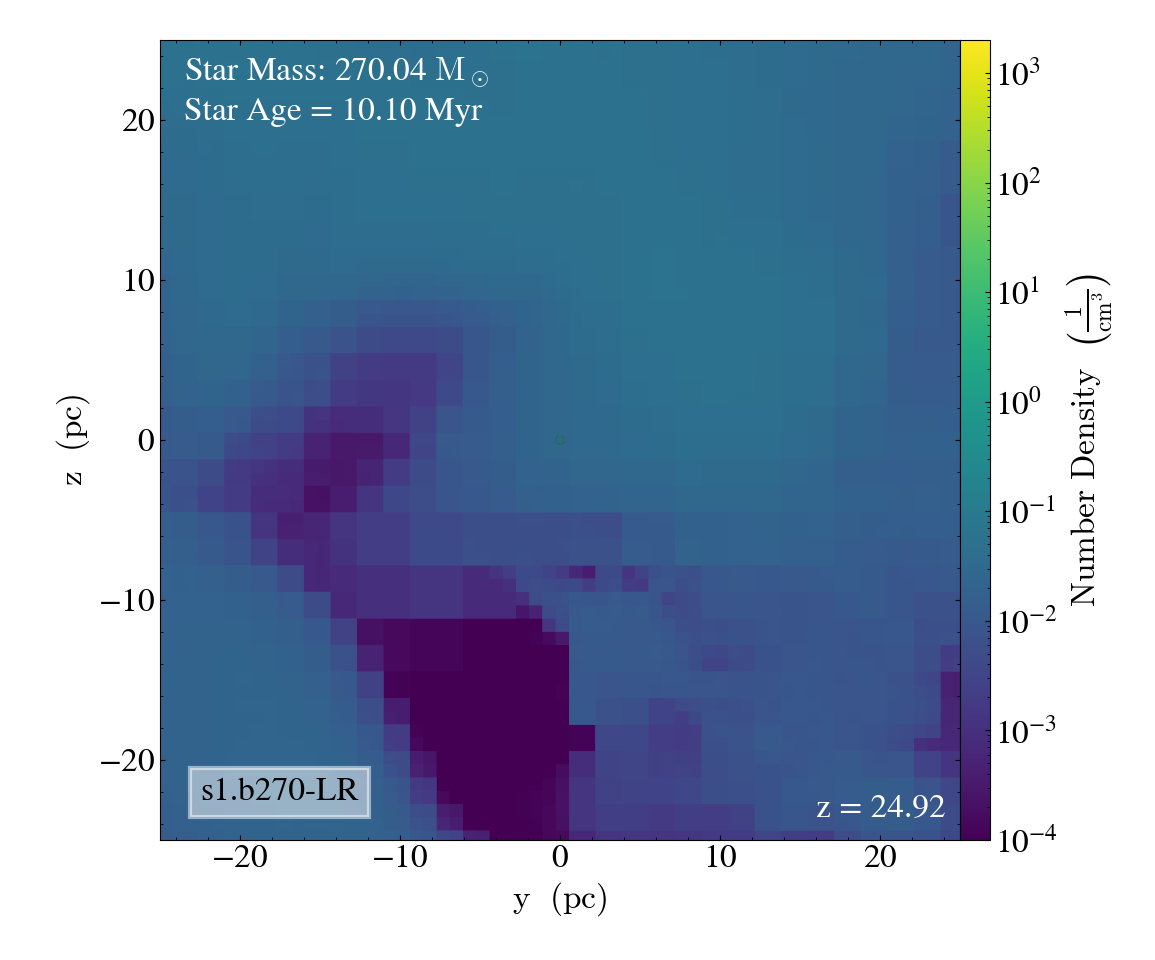 Star Mass: 270.04 M⊙
Star Age = 10.10 Myr
s1.b270-LR
z = 24.92
20
10
0
−10
−20
z (pc)
−20
−10
0
10
20
y (pc)
10³
10²
10¹
10⁰
10⁻¹
10⁻²
10⁻³
10⁻⁴
Number Density (1/cm³)